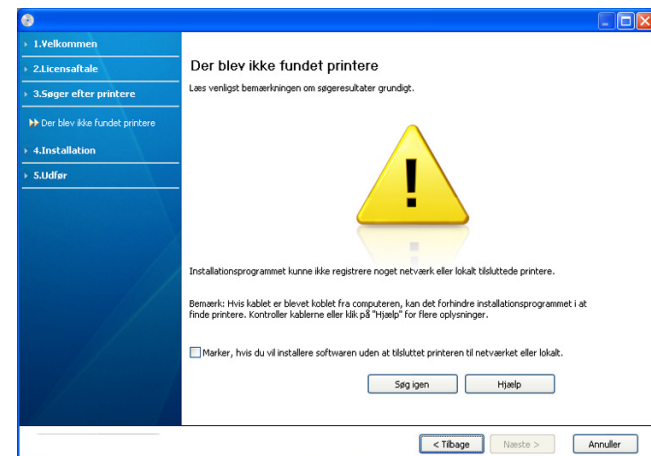 1.Velkommen
2.Licensaftale
3.Søger efter printere
Der blev ikke fundet printere
4.Installation
5.Udfør
Der blev ikke fundet printere
Læs venligst bemærkningen om søgeresultater grundigt.
Installationsprogrammet kunne ikke registrere noget netværk eller lokalt tilsluttede printere.
Bemærk: Hvis kablet er blevet koblet fra computeren, kan det forhindre installationsprogrammet i at
finde printere. Kontroller kablerne eller klik på "Hjælp" for flere oplysninger.
Marker, hvis du vil installere softwaren uden at tilsluttet printeren til netværket eller lokalt.
Søg igen
Hjælp
< Tilbage
Næste >
Annuller